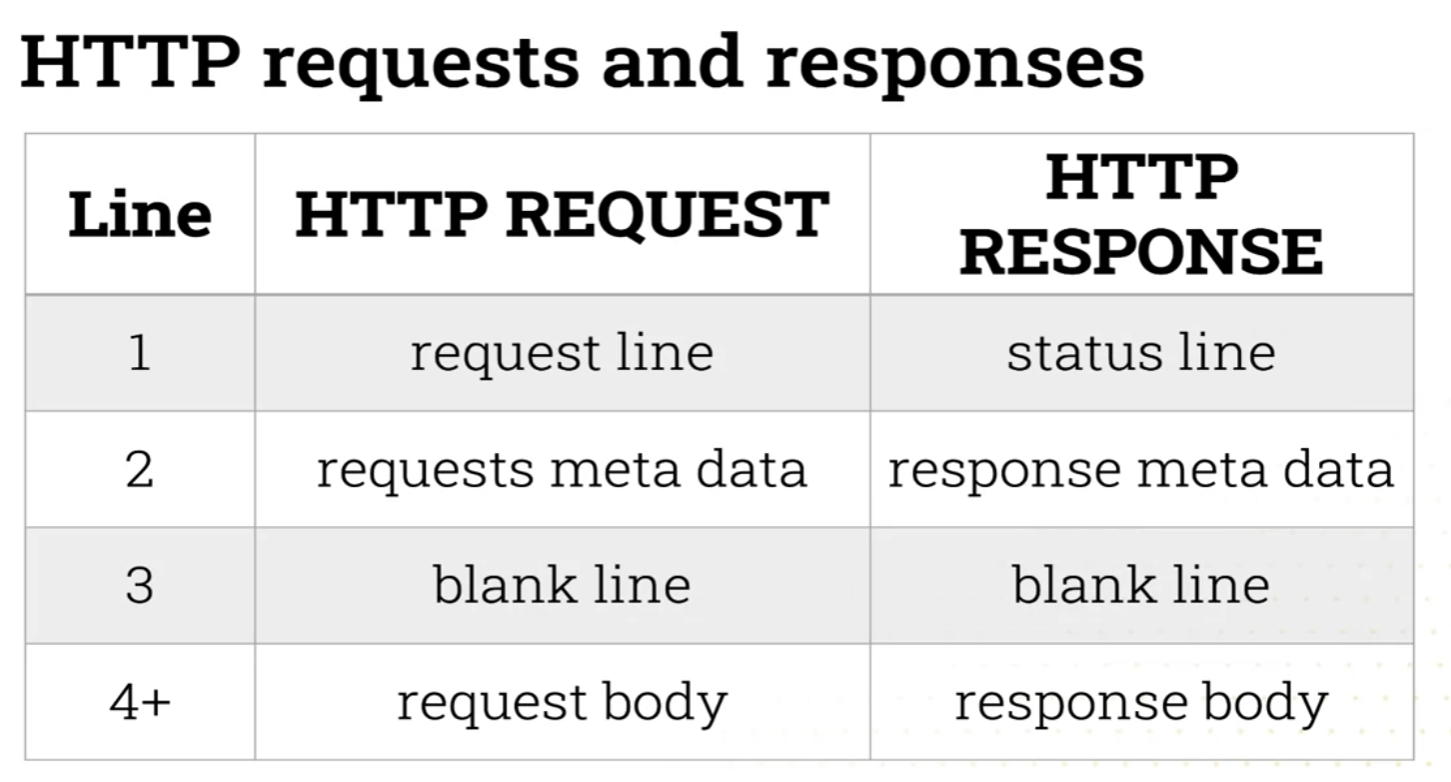 HTTP requests and responses
Line HTTP REQUEST HTTP RESPONSE
1 request line status line
2 requests meta data response meta data
3 blank line blank line
4+ request body response body